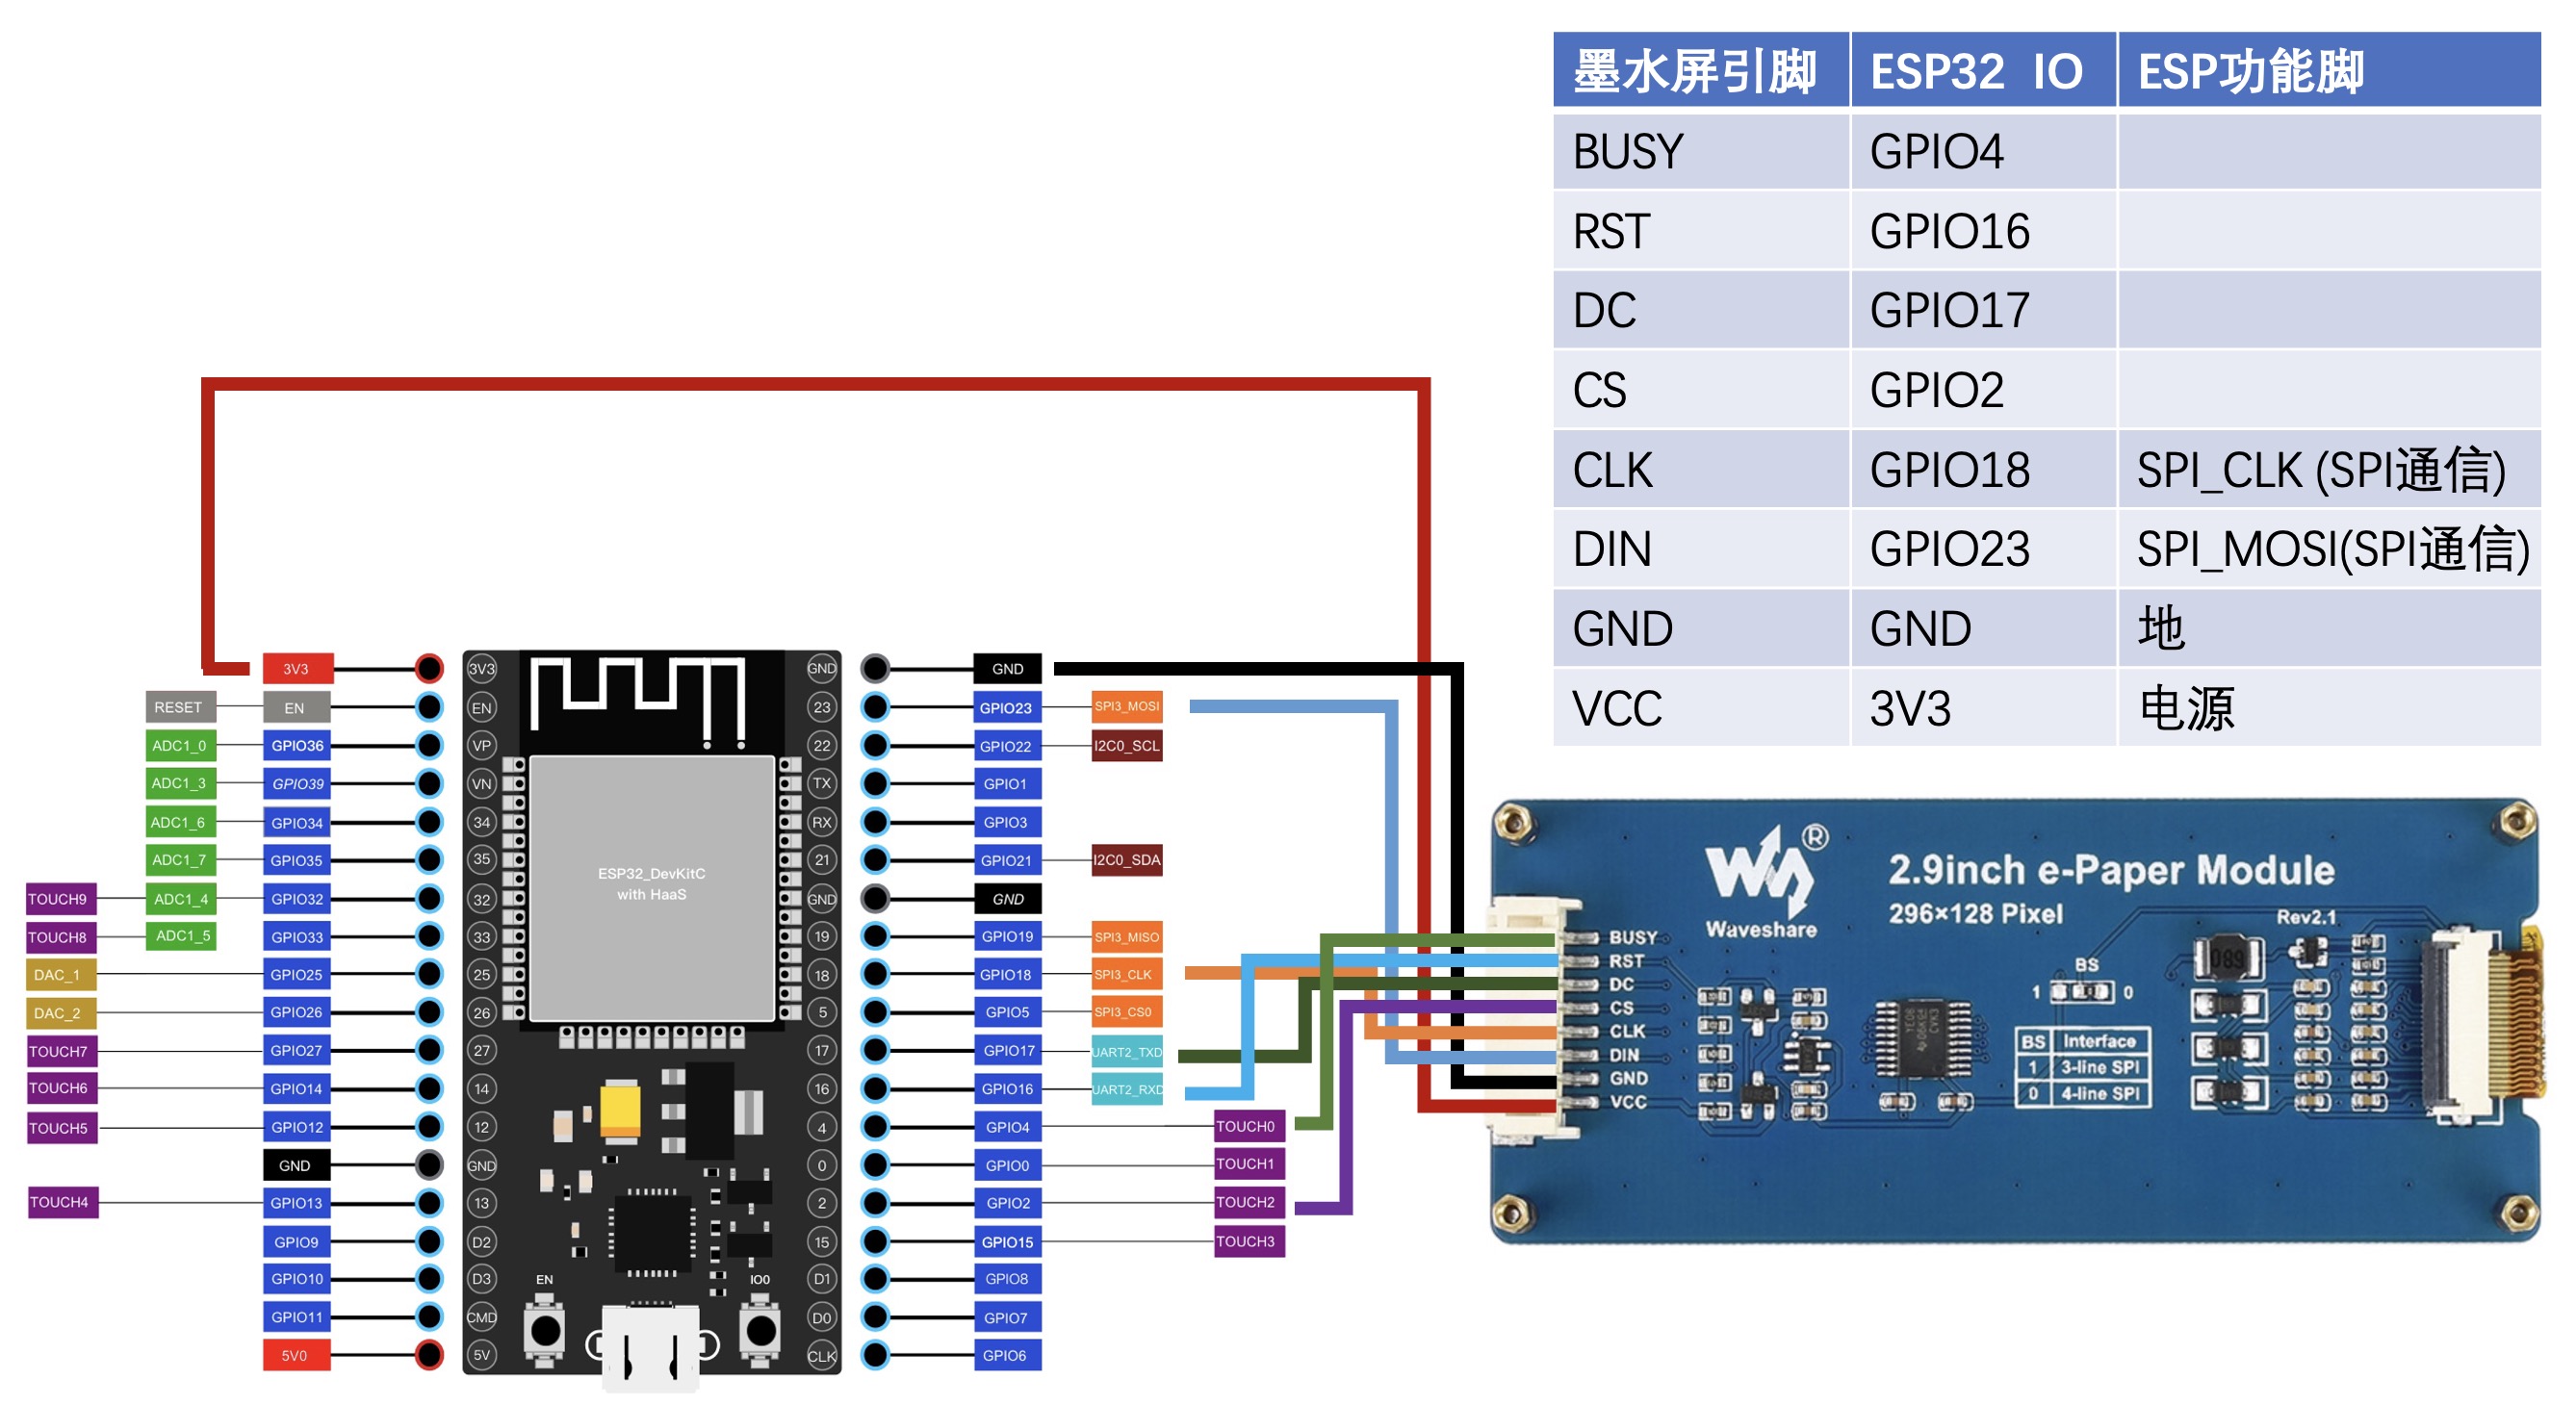 墨水屏引脚 ESP32 IO ESP功能脚
BUSY GPIO4
RST GPIO16
DC GPIO17
CS GPIO2
CLK GPIO18 SPI_CLK (SPI通信)
DIN GPIO23 SPI_MOSI(SPI通信)
GND GND 地
VCC 3V3 电源
3V3
RESET EN
ADC1_0 GPIO36
ADC1_3 GPIO39
ADC1_6 GPIO34
ADC1_7 GPIO35
TOUCH9 ADC1_4 GPIO32
TOUCH8 ADC1_5 GPIO33
DAC_1 GPIO25
DAC_2 GPIO26
TOUCH7 GPIO27
TOUCH6 GPIO14
TOUCH5 GPIO12
GND
TOUCH4 GPIO13
GPIO9
GPIO10
GPIO11
5V0
3V3 GND
EN 23
VP 22
VN TX
34 RX
35 21
32 GND
33 19
25 18
26 5
27 17
14 16
12 4
GND 0
13 2
D2 15
D3 D1
CMD D0
5V CLK
ESP32_DevKitC
with HaaS
EN IO0
GND
GPIO23 SPI3_MOSI
GPIO22 I2C0_SCL
GPIO1
GPIO3
GPIO21 I2C0_SDA
GND
GPIO19 SPI3_MISO
GPIO18 SPI3_CLK
GPIO5 SPI3_CS0
GPIO17 UART2_TXD
GPIO16 UART2_RXD
GPIO4 TOUCH0
GPIO0 TOUCH1
GPIO2 TOUCH2
GPIO15 TOUCH3
GPIO8
GPIO7
GPIO6
®
Waveshare
2.9inch e-Paper Module
296×128 Pixel
Rev2.1
BUSY
RST
DC
CS
CLK
DIN
GND
VCC
BS
1 0
BS Interface
1 3-line SPI
0 4-line SPI